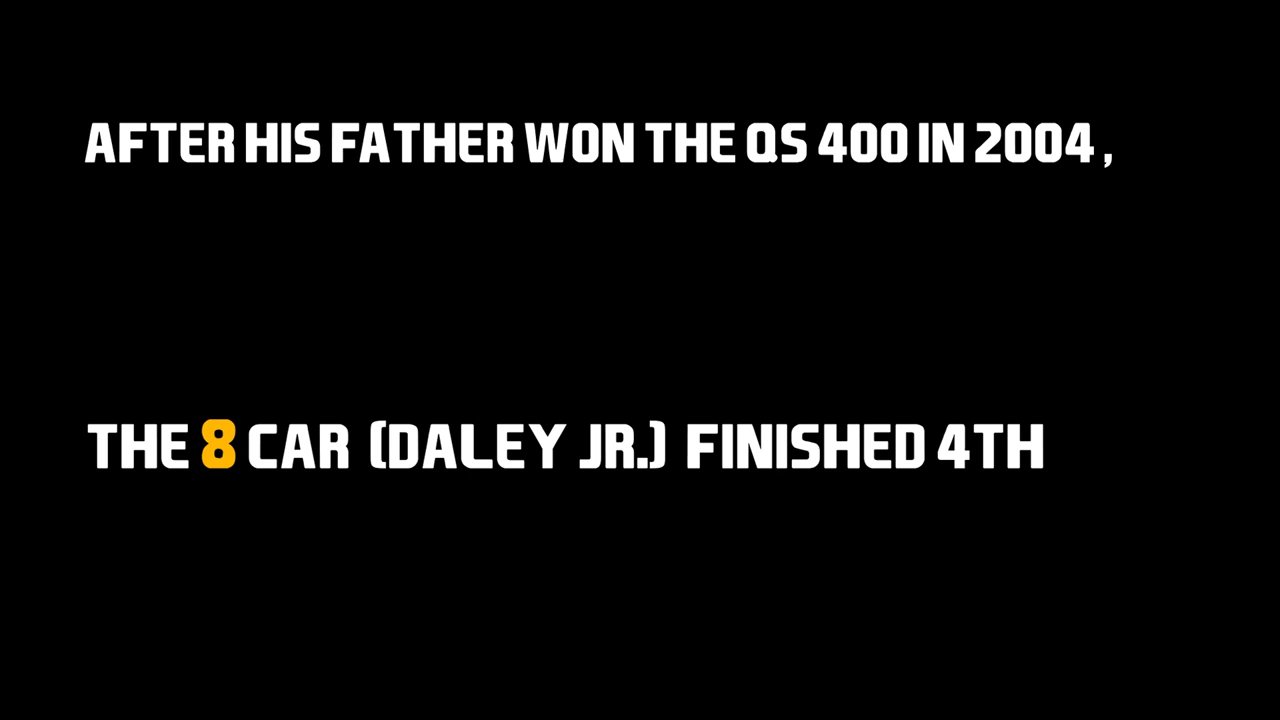 AFTER HIS FATHER WON THE QS 400 IN 2004 ,
THE 8 CAR (DALEY JR.) FINISHED 4TH